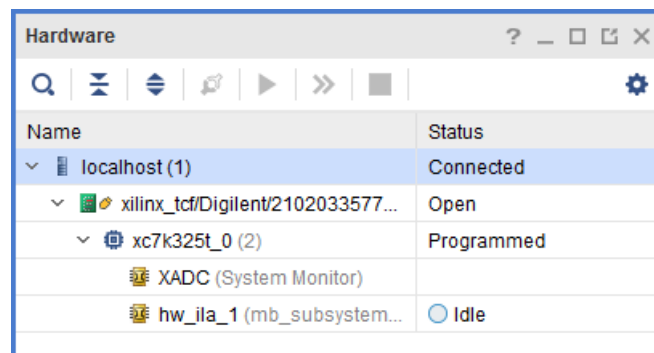 Hardware
Name Status
localhost (1) Connected
xilinx_tcf/Digilent/2102033577... Open
xc7k325t_0 (2) Programmed
XADC (System Monitor)
hw_ila_1 (mb_subsystem... Idle